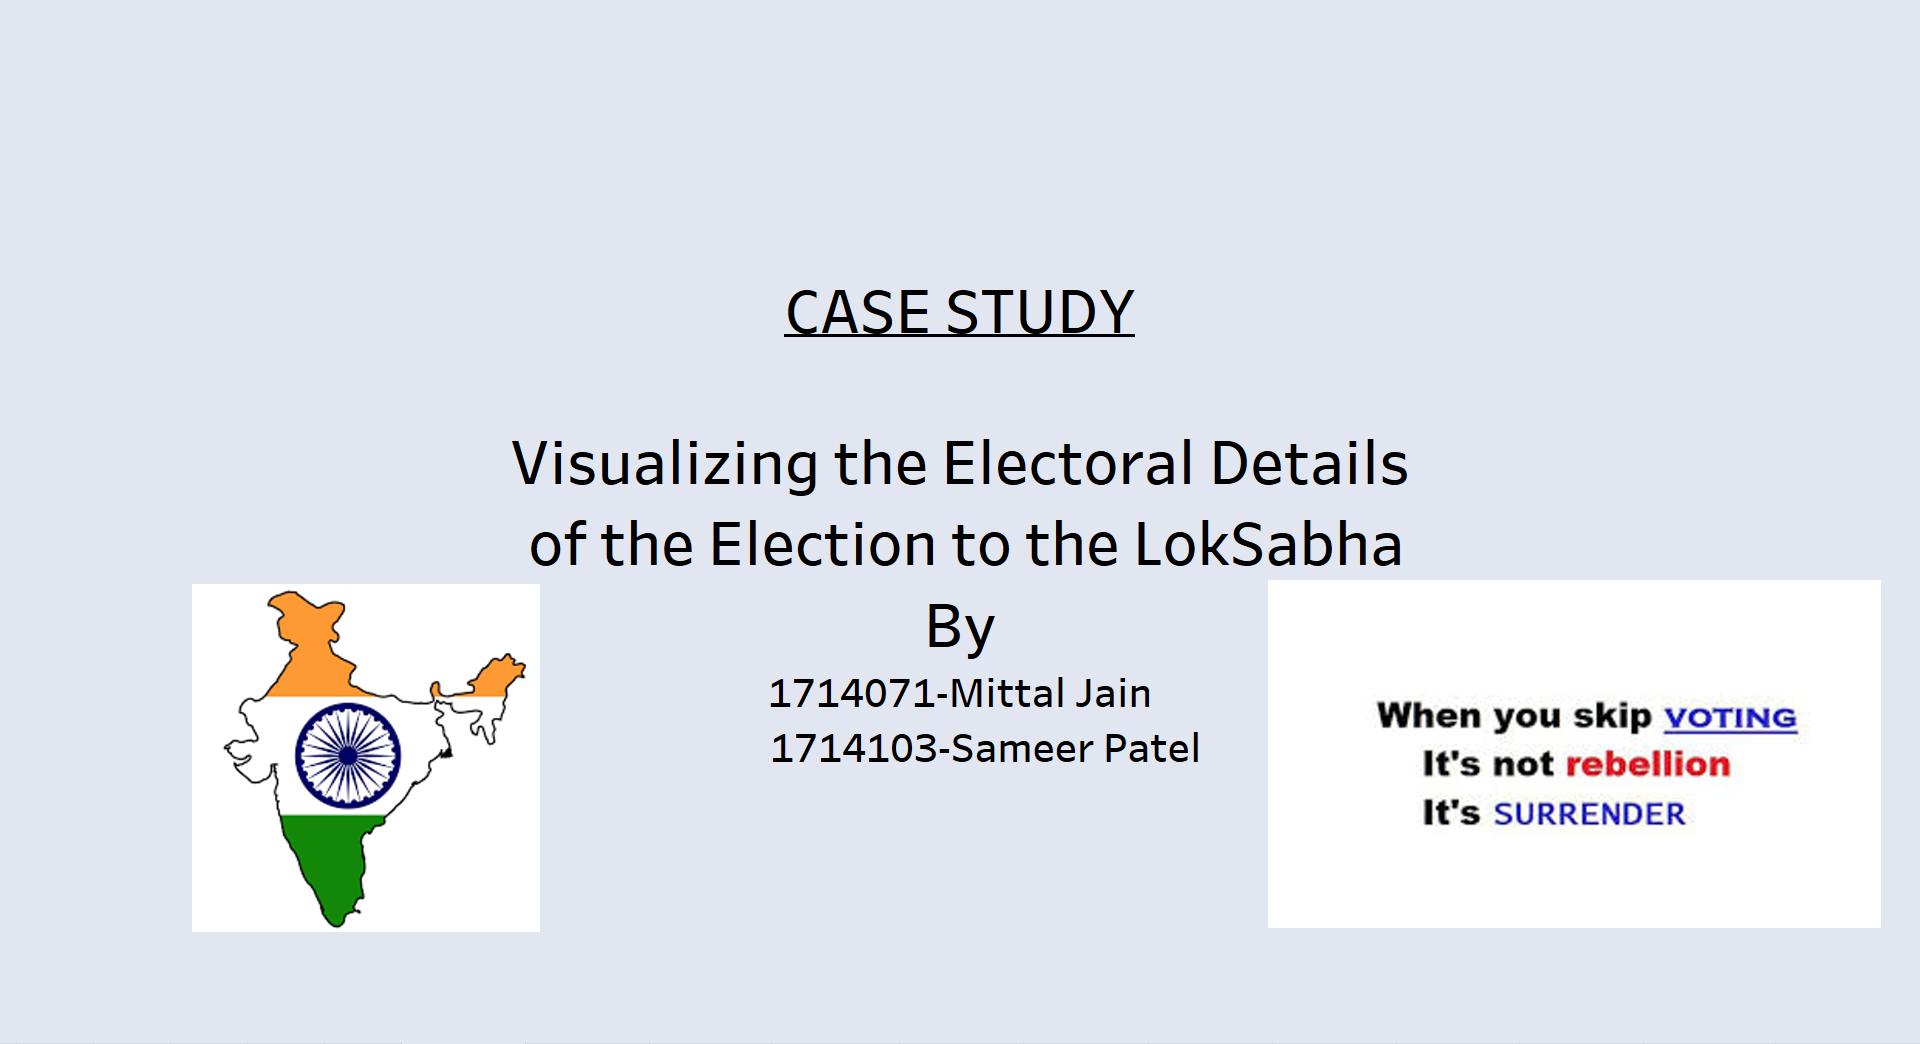 CASE STUDY
Visualizing the Electoral Details
of the Election to the LokSabha
By
1714071-Mittal Jain
1714103-Sameer Patel
When you skip VOTING
It's not rebellion
It's SURRENDER